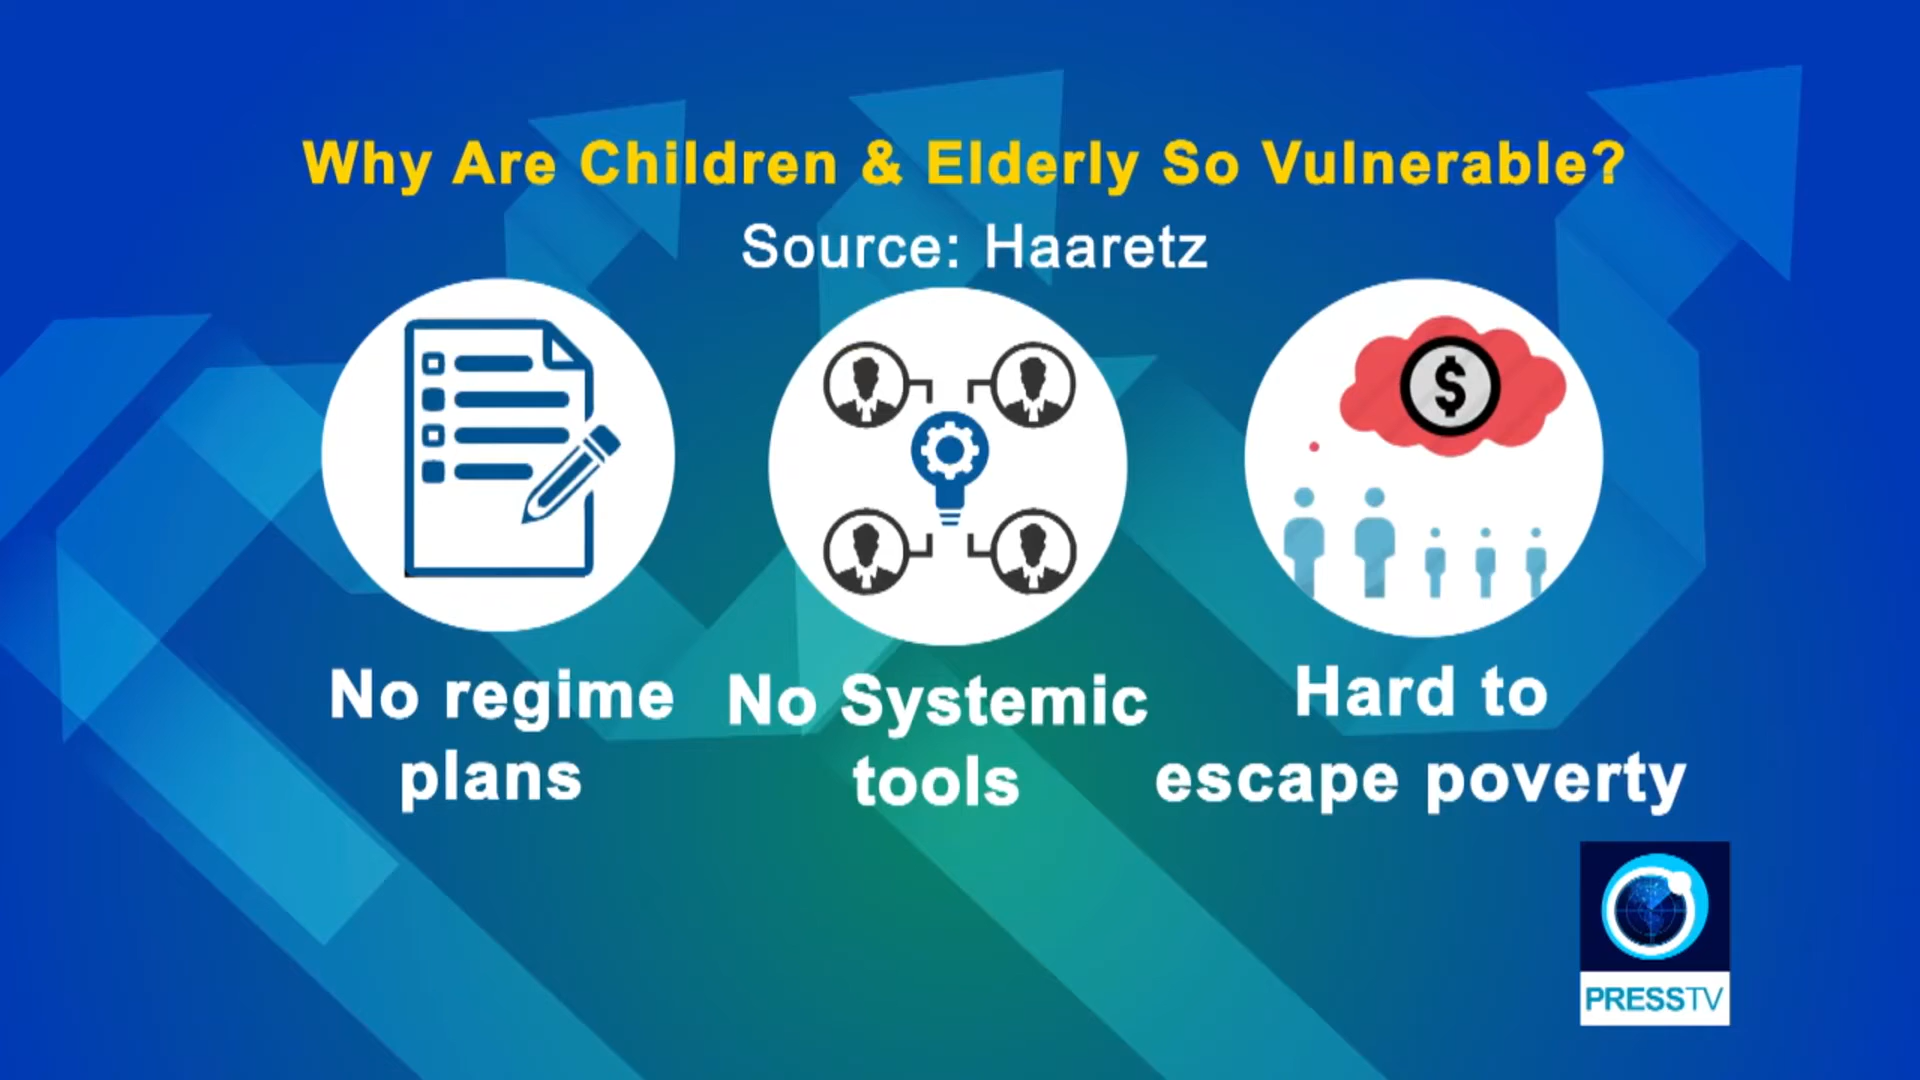 Why Are Children & Elderly So Vulnerable?
Source: Haaretz
$
No regime
plans
No Systemic
tools
Hard to
escape poverty
PRESSTV